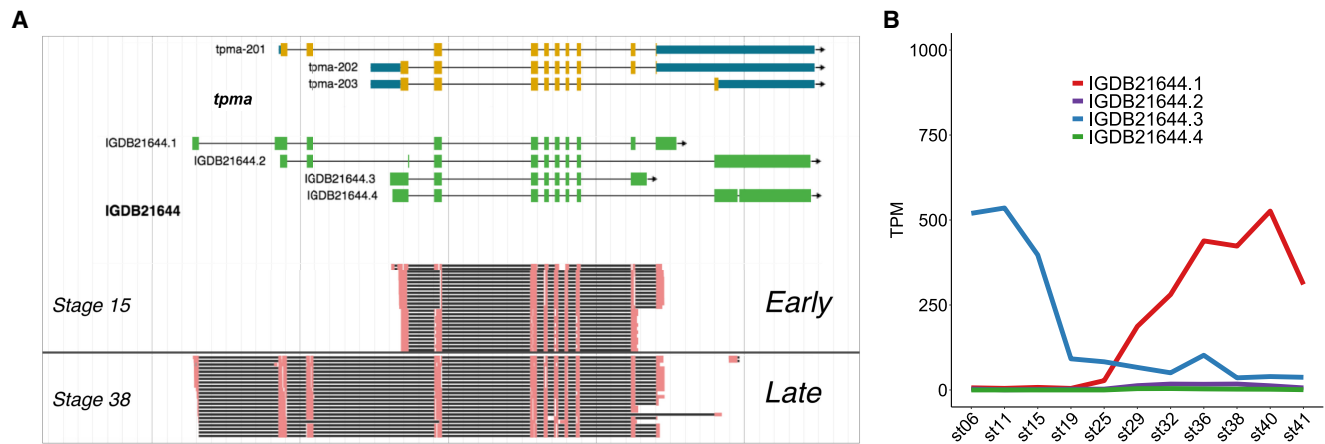 A
tpma-201
tpma-202
tpma-203
tpma
IGDB21644.1
IGDB21644.2
IGDB21644.3
IGDB21644.4
IGDB21644
Stage 15
Early
Stage 38
Late
B
TPM
1000
750
500
250
0
IGDB21644.1
IGDB21644.2
IGDB21644.3
IGDB21644.4
st06 st11 st15 st19 st25 st29 st32 st36 st38 st40 st41